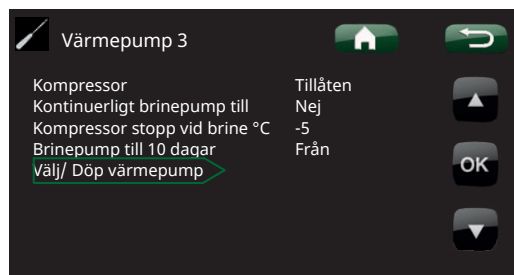 Värmepump 3
Kompressor Tillåten
Kontinuerligt brinepump till Nej
Kompressor stopp vid brine °C -5
Brinepump till 10 dagar Från
Välj/ Döp värmepump
OK